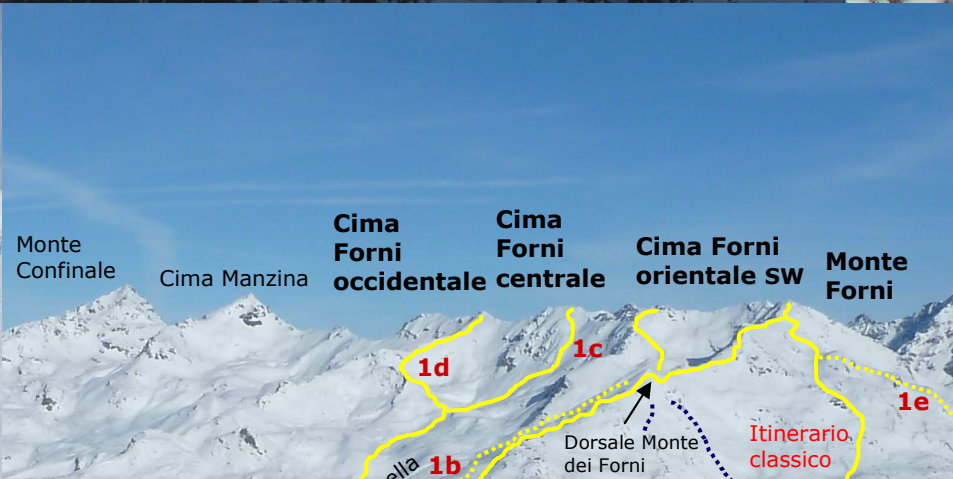 Monte
Confinale
Cima Manzina
Cima
Forni
occidentale
Cima
Forni
centrale
Cima Forni
orientale SW
Monte
Forni
1d
1c
1e
1b
ella
Dorsale Monte
dei Forni
Itinerario
classico